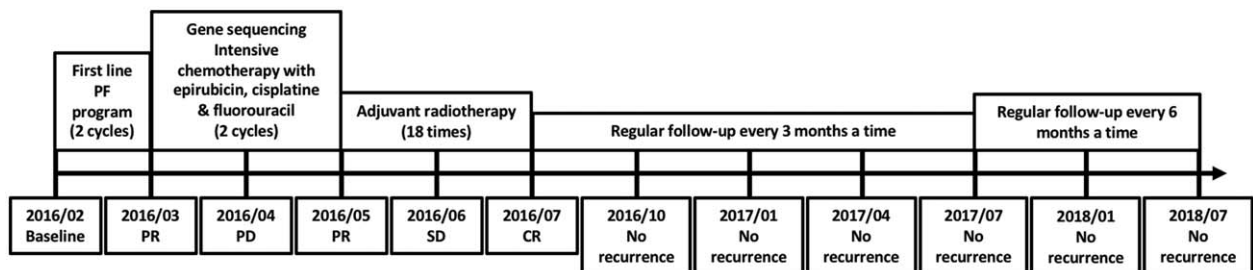 First line
PF
program
(2 cycles)
Gene sequencing
Intensive
chemotherapy with
epirubicin, cisplatine
& fluorouracil
(2 cycles)
Adjuvant radiotherapy
(18 times)
Regular follow-up every 3 months a time
Regular follow-up every 6
months a time
2016/02
Baseline
2016/03
PR
2016/04
PD
2016/05
PR
2016/06
SD
2016/07
CR
2016/10
No
recurrence
2017/01
No
recurrence
2017/04
No
recurrence
2017/07
No
recurrence
2018/01
No
recurrence
2018/07
No
recurrence